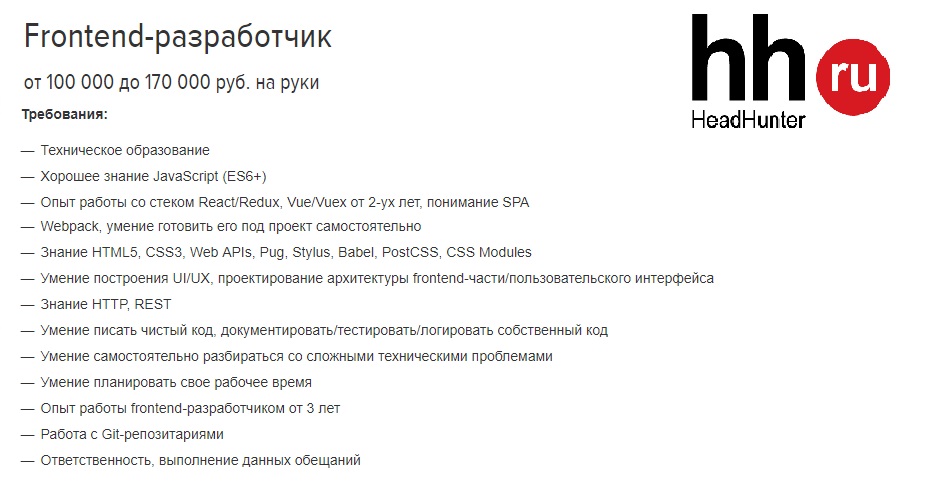 Frontend-разработчик
от 100 000 до 170 000 руб. на руки
Требования:
— Техническое образование
— Хорошее знание JavaScript (ES6+)
— Опыт работы со стеком React/Redux, Vue/Vuex от 2-ух лет, понимание SPA
— Webpack, умение готовить его под проект самостоятельно
— Знание HTML5, CSS3, Web APIs, Pug, Stylus, Babel, PostCSS, CSS Modules
— Умение построения UI/UX, проектирование архитектуры frontend-части/пользовательского интерфейса
— Знание HTTP, REST
— Умение писать чистый код, документировать/тестировать/логировать собственный код
— Умение самостоятельно разбираться со сложными техническими проблемами
— Умение планировать свое рабочее время
— Опыт работы frontend-разработчиком от 3 лет
— Работа с Git-репозитариями
— Ответственность, выполнение данных обещаний
hh ru
HeadHunter